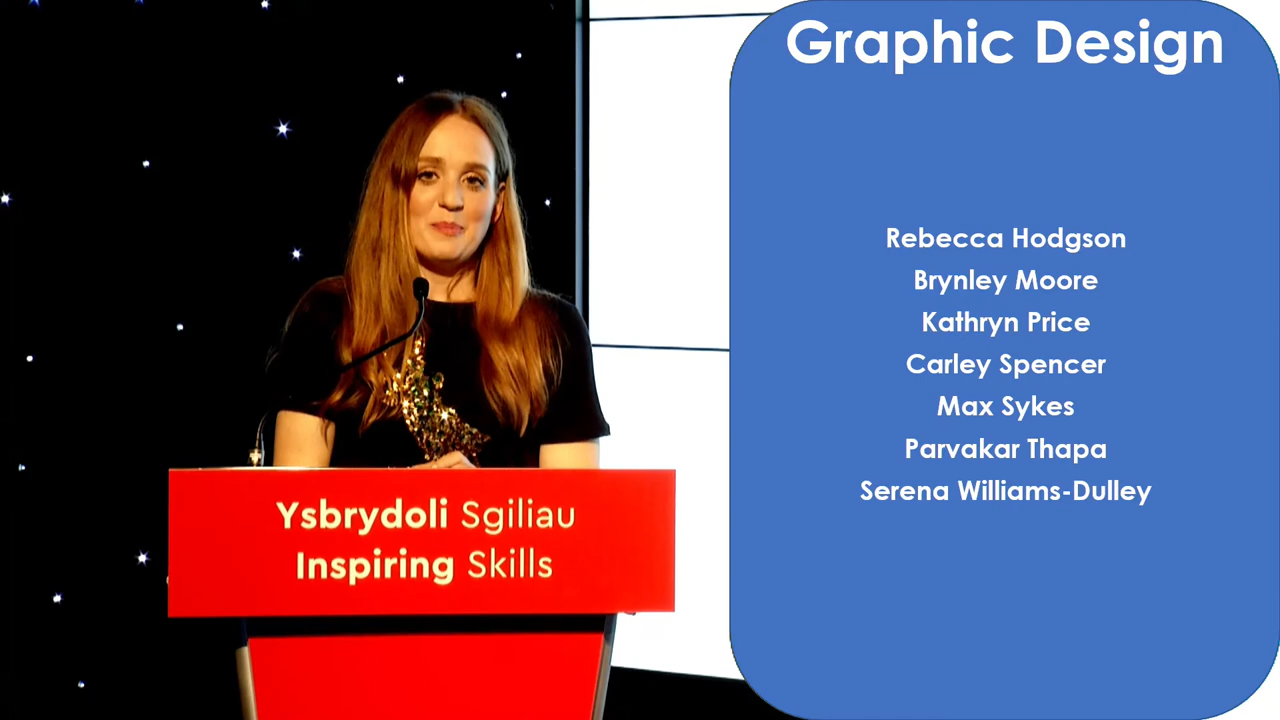 Graphic Design
Rebecca Hodgson
Brynley Moore
Kathryn Price
Carley Spencer
Max Sykes
Parvakar Thapa
Serena Williams-Dulley
Ysbrydoli Sgiliau
Inspiring Skills